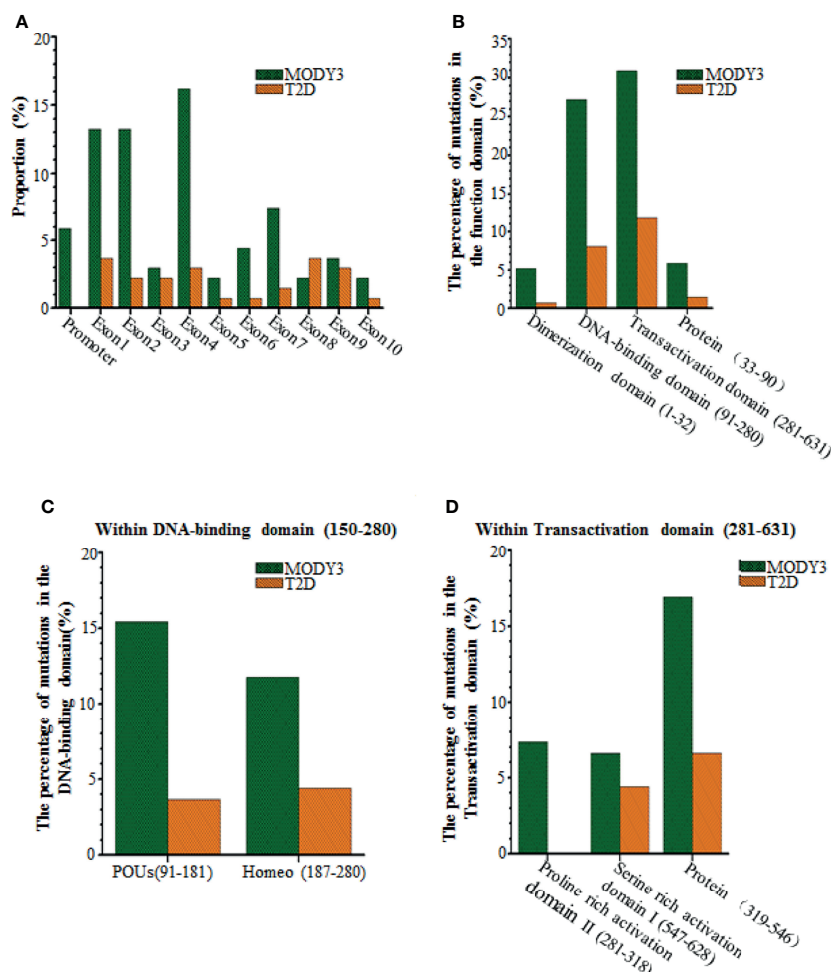 A
20
15
10
5
0
Proportion (%)
MODY3
T2D
Promoter
Exon1
Exon2
Exon3
Exon4
Exon5
Exon6
Exon7
Exon8
Exon9
Exon10
B
35
30
25
20
15
10
5
0
The percentage of mutations in
the function domain (%)
MODY3
T2D
Dimerization domain (1-32)
DNA-binding domain (91-280)
Transactivation domain (281-631)
Protein (33-90)
C
Within DNA-binding domain (150-280)
20
15
10
5
0
The percentage of mutations in the
DNA-binding domain(%)
MODY3
T2D
POUs(91-181)
Homeo (187-280)
D
Within Transactivation domain (281-631)
20
15
10
5
0
The percentage of mutations in the
Transactivation domain (%)
MODY3
T2D
Proline rich activation
domain II (281-318)
Serine rich activation
domain I (547-628)
Protein (319-546)